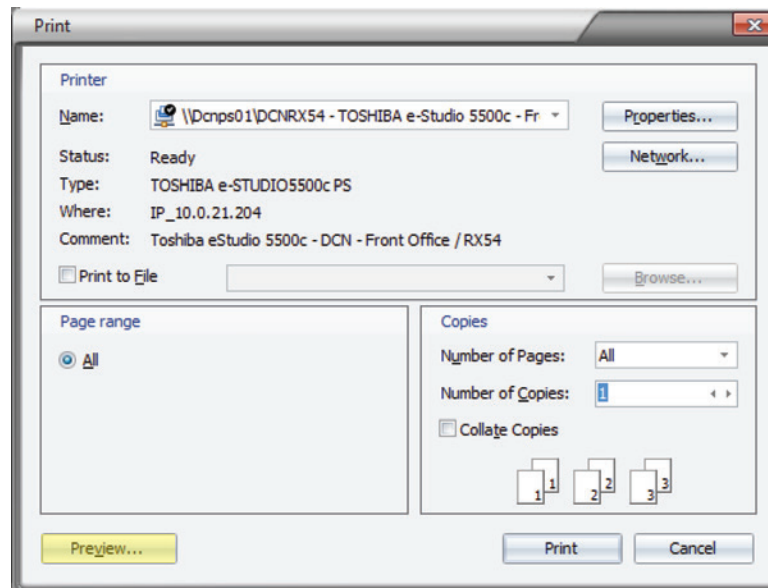 Print
Printer
Name: \\Dcnps01\DCNRX54 - TOSHIBA e-Studio 5500c - Fr Properties...
Status: Ready Network...
Type: TOSHIBA e-STUDIO5500c PS
Where: IP_10.0.21.204
Comment: Toshiba eStudio 5500c - DCN - Front Office / RX54
Print to File Browse...
Page range
All
Copies
Number of Pages: All
Number of Copies: 1
Collate Copies
1 1 2 2 3 3
Preview... Print Cancel